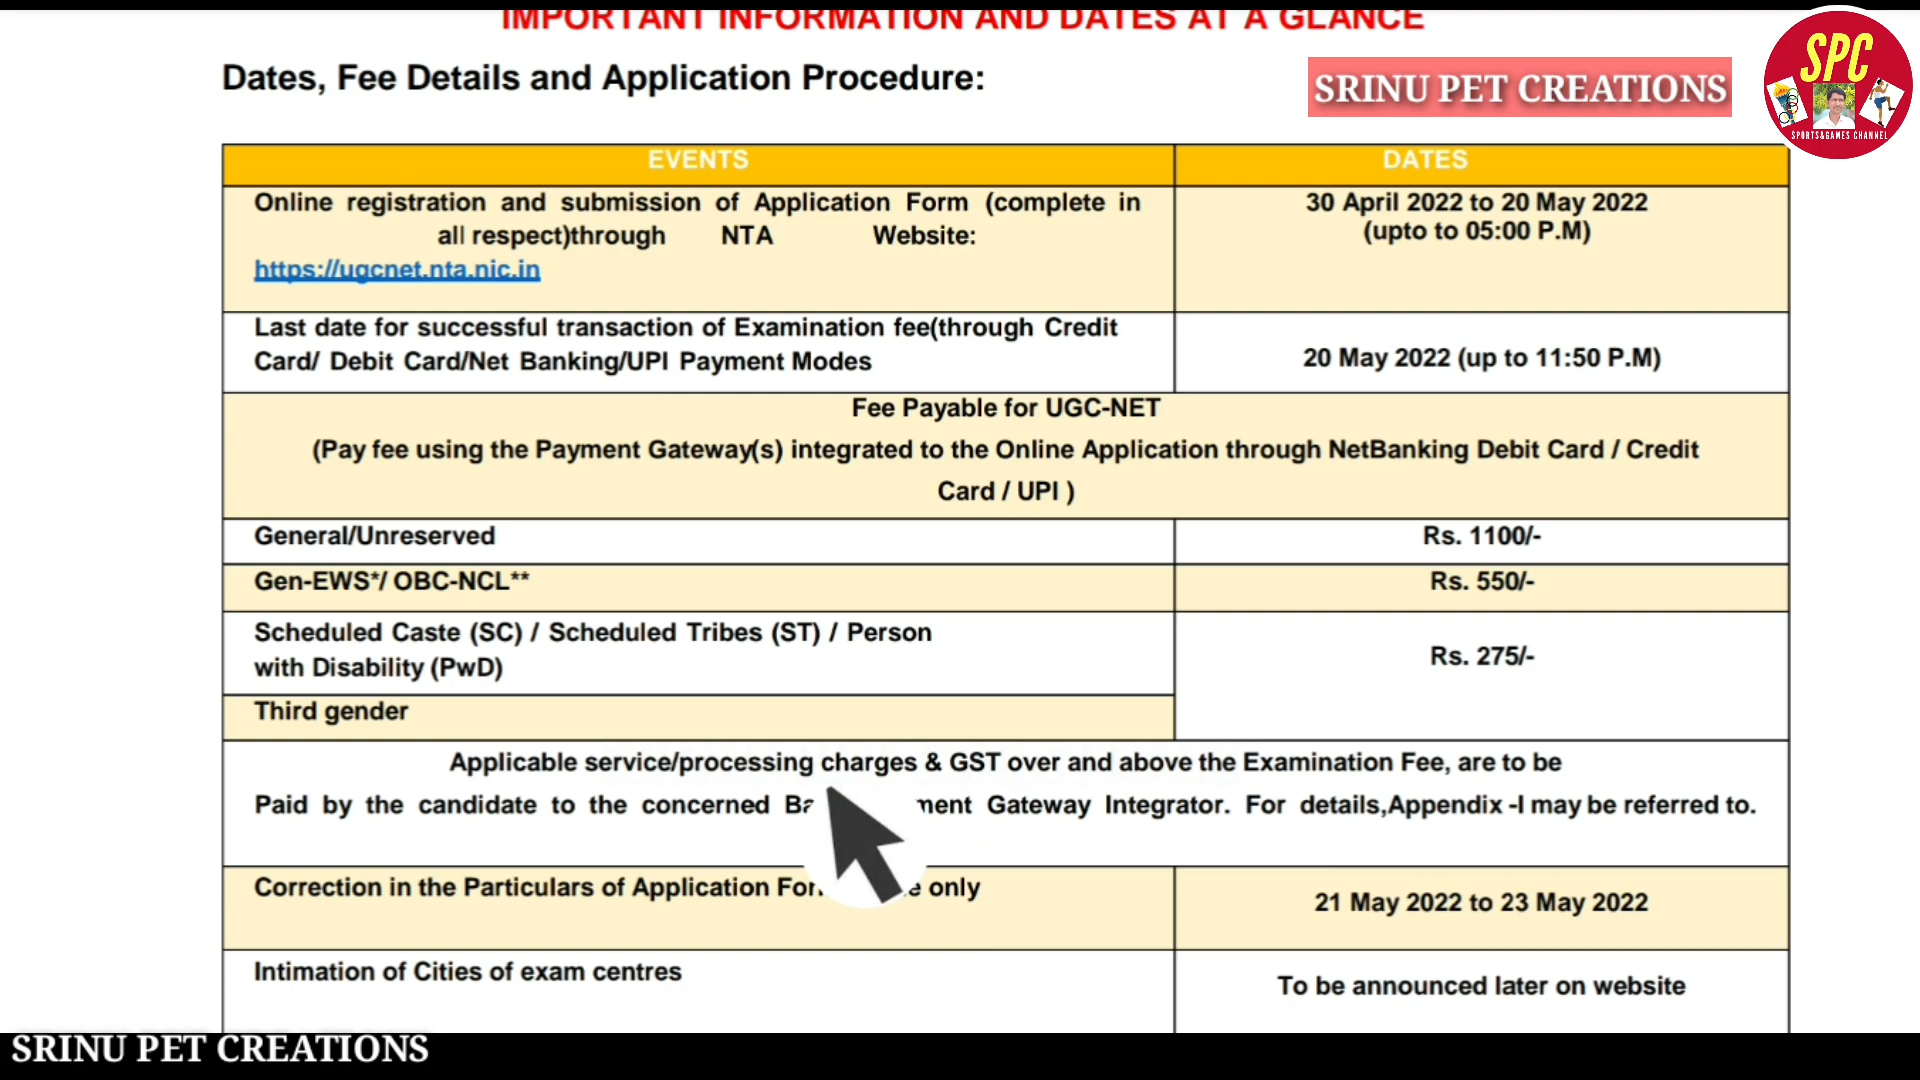 IMPORTANT INFORMATION AND DATES AT A GLANCE
Dates, Fee Details and Application Procedure:
SRINU PET CREATIONS
SPC
SPORTS&GAMES CHANNEL
EVENTS DATES
Online registration and submission of Application Form (complete in
all respect)through NTA Website:
https://ugcnet.nta.nic.in
30 April 2022 to 20 May 2022
(upto to 05:00 P.M)
Last date for successful transaction of Examination fee(through Credit
Card/ Debit Card/Net Banking/UPI Payment Modes
20 May 2022 (up to 11:50 P.M)
Fee Payable for UGC-NET
(Pay fee using the Payment Gateway(s) integrated to the Online Application through NetBanking Debit Card / Credit
Card / UPI )
General/Unreserved Rs. 1100/-
Gen-EWS*/ OBC-NCL** Rs. 550/-
Scheduled Caste (SC) / Scheduled Tribes (ST) / Person
with Disability (PwD)
Rs. 275/-
Third gender
Applicable service/processing charges & GST over and above the Examination Fee, are to be
Paid by the candidate to the concerned Gateway Integrator. For details,Appendix -I may be referred to.
Correction in the Particulars of Application only
21 May 2022 to 23 May 2022
Intimation of Cities of exam centres
To be announced later on website
SRINU PET CREATIONS